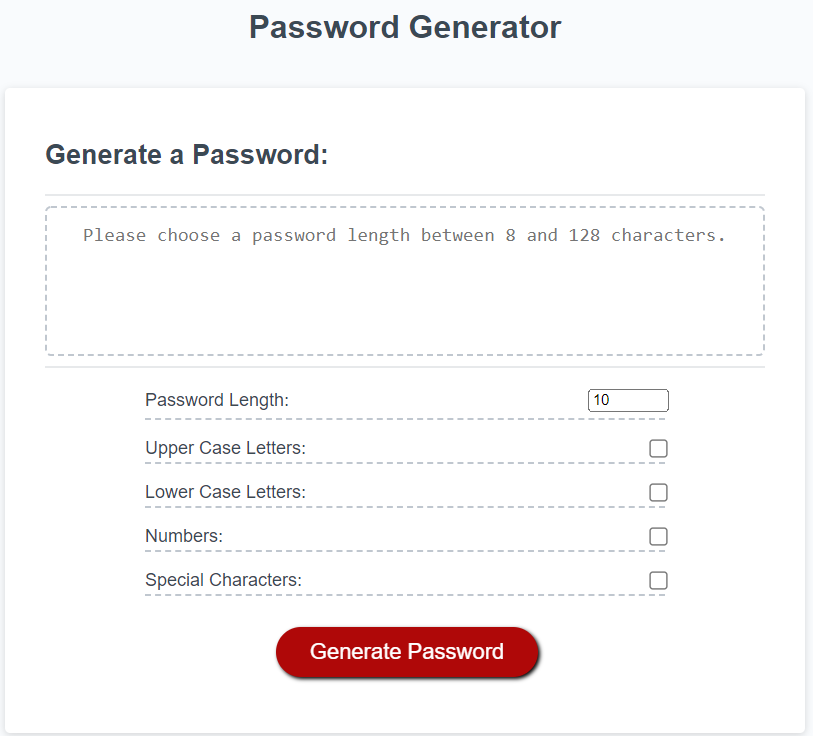 Password Generator
Generate a Password:
Please choose a password length between 8 and 128 characters.
Password Length: 10
Upper Case Letters:
Lower Case Letters:
Numbers:
Special Characters:
Generate Password